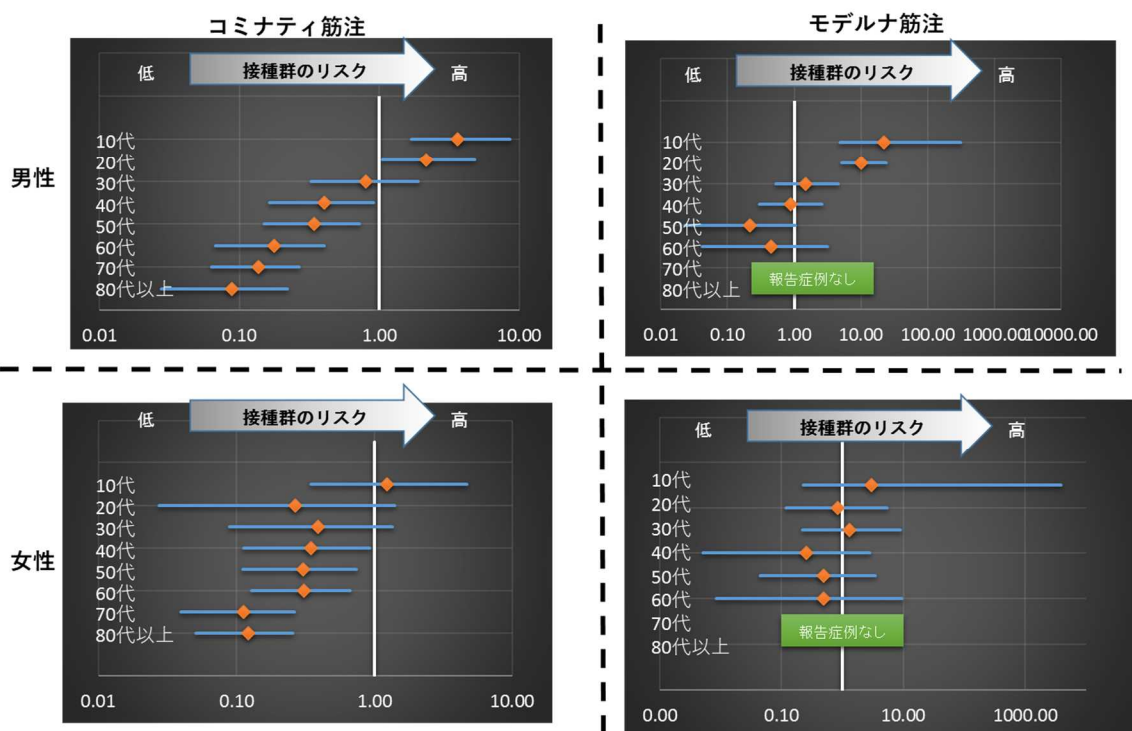 コミナティ筋注
モデルナ筋注
男性
低 接種群のリスク 高
10代
20代
30代
40代
50代
60代
70代
80代以上
0.01 0.10 1.00 10.00
低 接種群のリスク 高
10代
20代
30代
40代
50代
60代
70代
80代以上
報告症例なし
0.01 0.10 1.00 10.00 100.00 1000.00 10000.00
女性
低 接種群のリスク 高
10代
20代
30代
40代
50代
60代
70代
80代以上
0.01 0.10 1.00 10.00
低 接種群のリスク 高
10代
20代
30代
40代
50代
60代
70代
80代以上
報告症例なし
0.00 0.10 10.00 1000.00